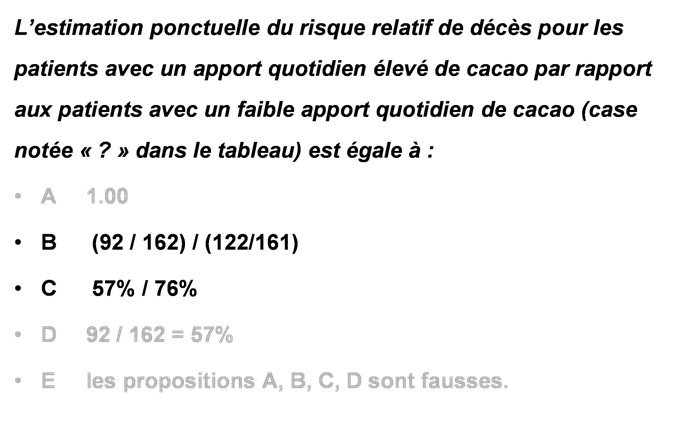 L'estimation ponctuelle du risque relatif de décès pour les
patients avec un apport quotidien élevé de cacao par rapport
aux patients avec un faible apport quotidien de cacao (case
notée « ? » dans le tableau) est égale à :
• A 1.00
• B (92 / 162) / (122/161)
• C 57% / 76%
• D 92 / 162 = 57%
• E les propositions A, B, C, D sont fausses.